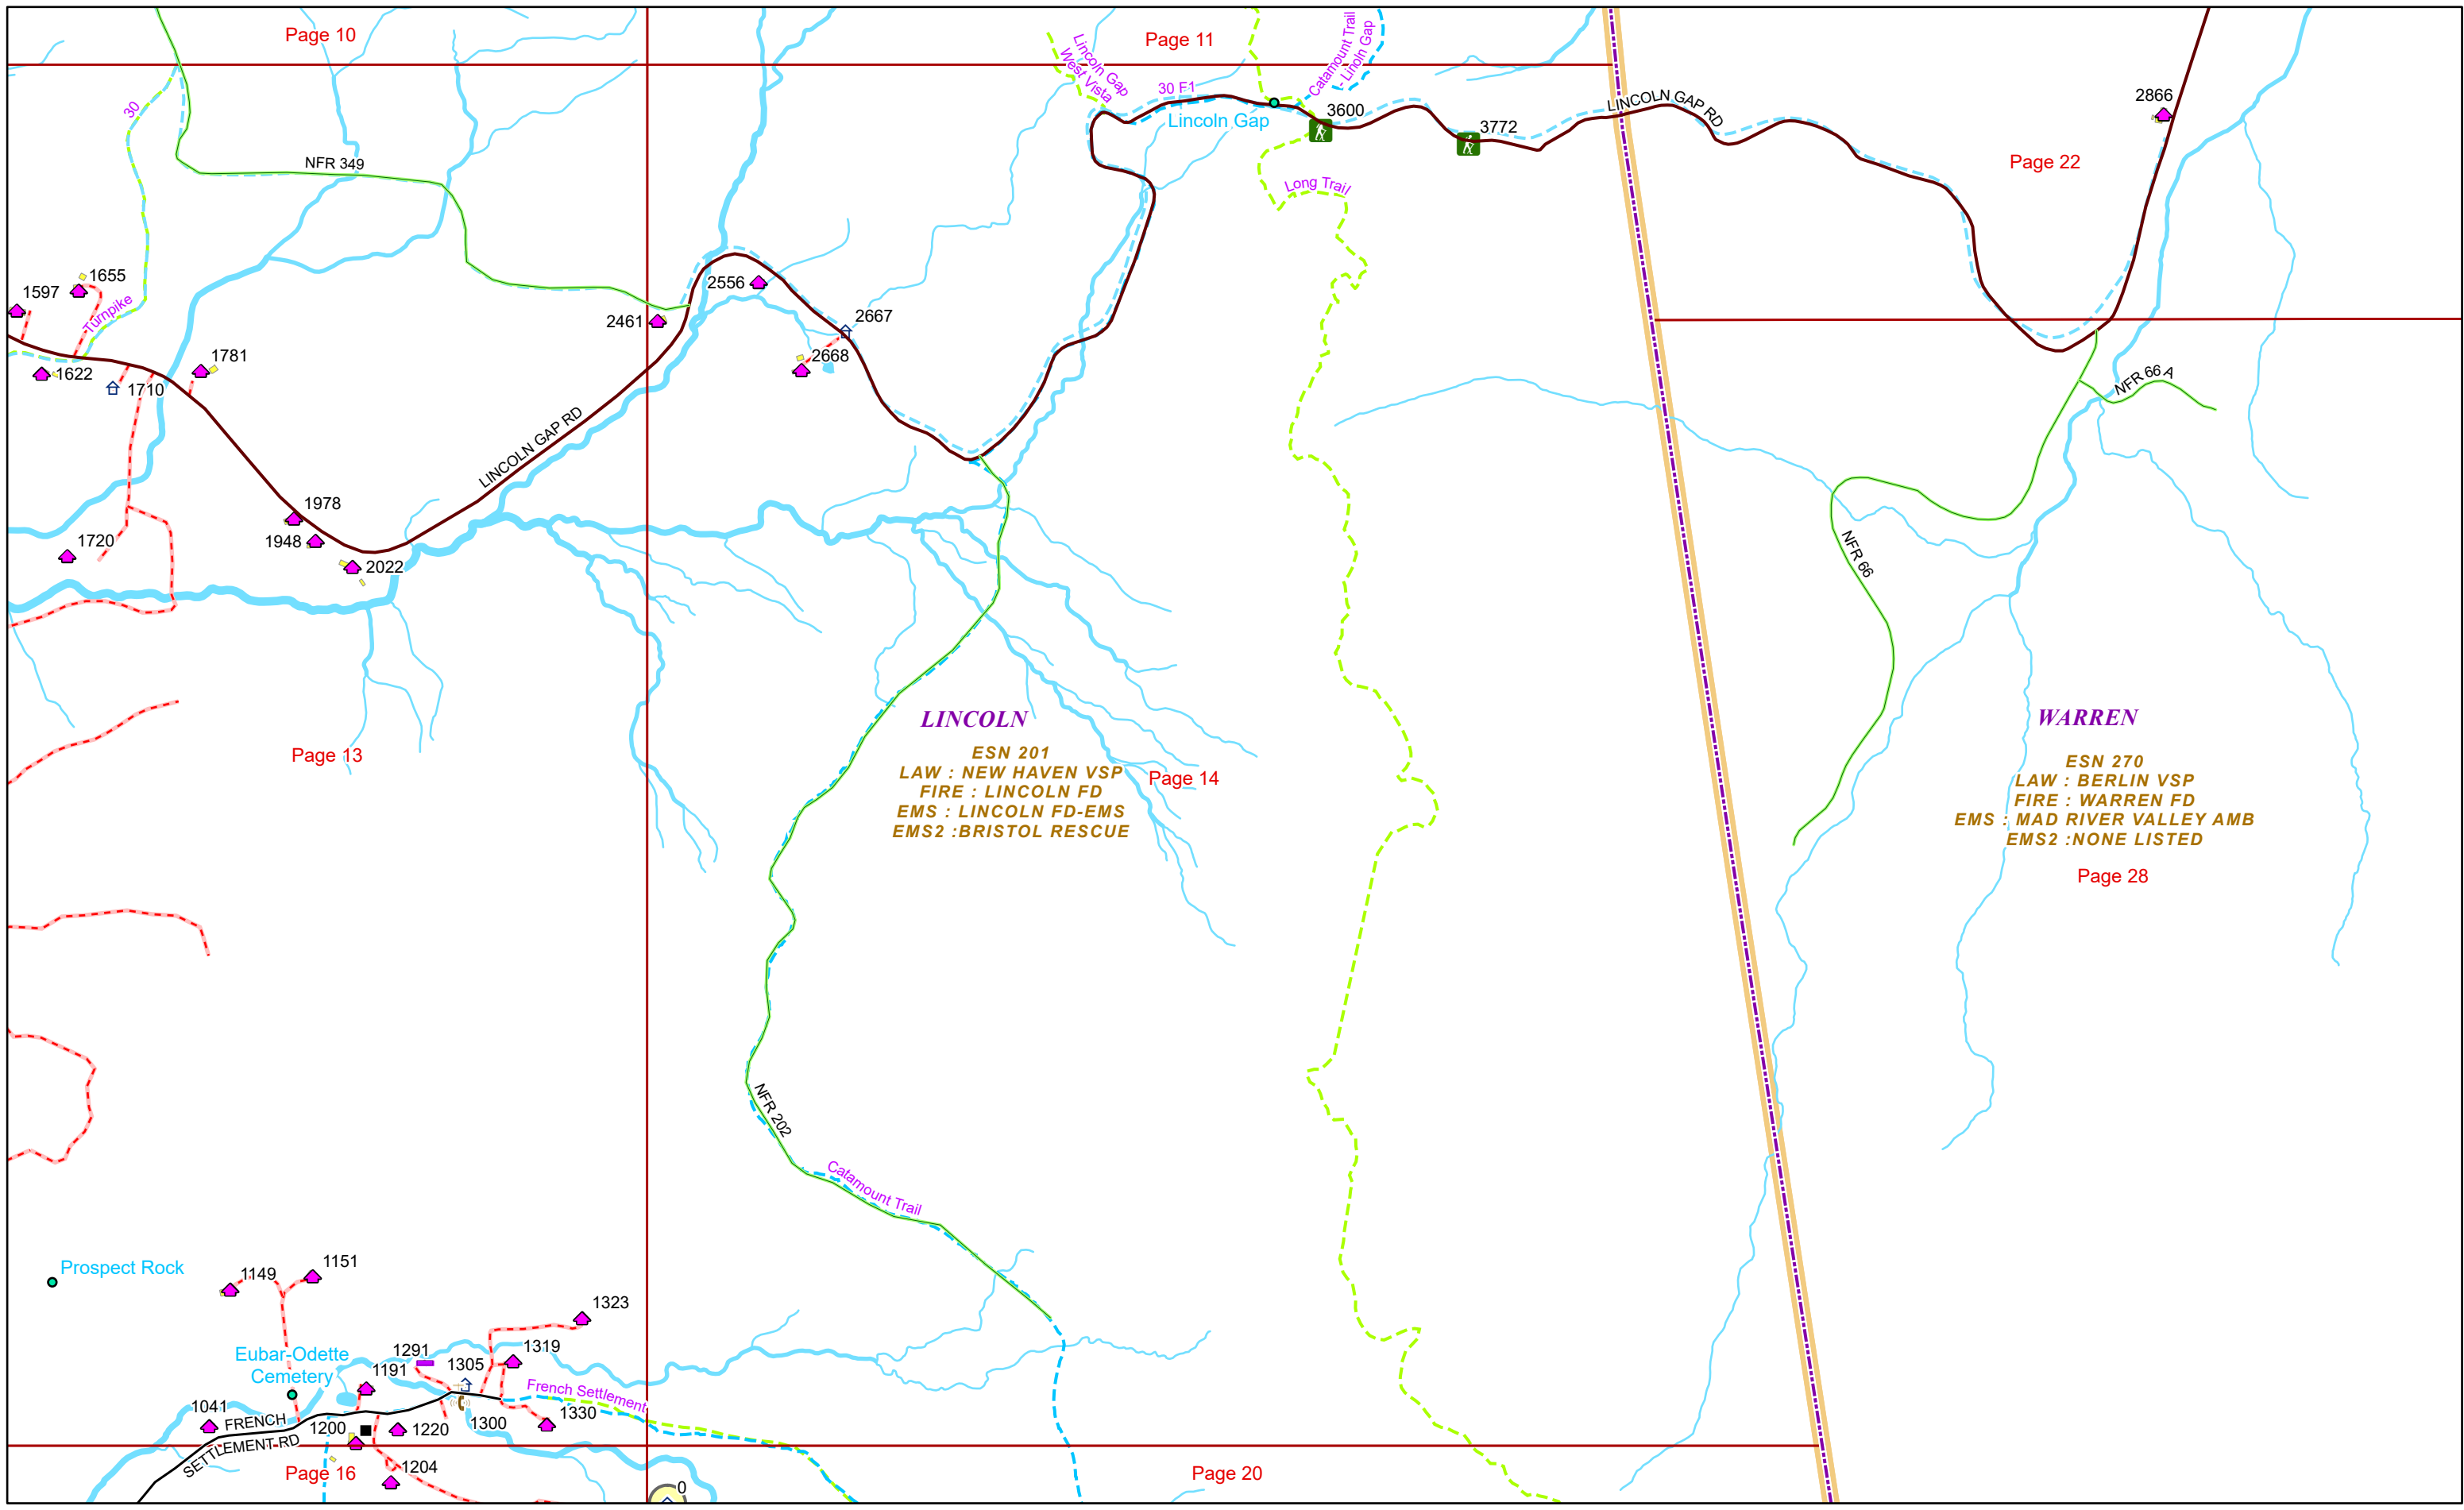 Page 10
Page 11
Lincoln Gap
West Vista
Catamount Trail
- Linoln Gap
30 F1
Lincoln Gap
3600
3772
LINCOLN GAP RD
2866
Page 22
30
NFR 349
Long Trail
1655
1597
Turnpike
2556
2461
2667
2668
1622
1710
1781
LINCOLN GAP RD
NFR 66 A
1978
1948
1720
2022
NFR 66
LINCOLN
WARREN
Page 13
ESN 201
LAW : NEW HAVEN VSP
FIRE : LINCOLN FD
EMS : LINCOLN FD-EMS
EMS2 :BRISTOL RESCUE
Page 14
ESN 270
LAW : BERLIN VSP
FIRE : WARREN FD
EMS : MAD RIVER VALLEY AMB
EMS2 :NONE LISTED
Page 28
NFR 202
Catamount Trail
Prospect Rock
1149
1151
1323
1319
1291
1305
1191
Eubar-Odette
Cemetery
French Settlement
1041
FRENCH
SETTLEMENT RD
1200
1220
1300
1330
1204
Page 16
Page 20
0